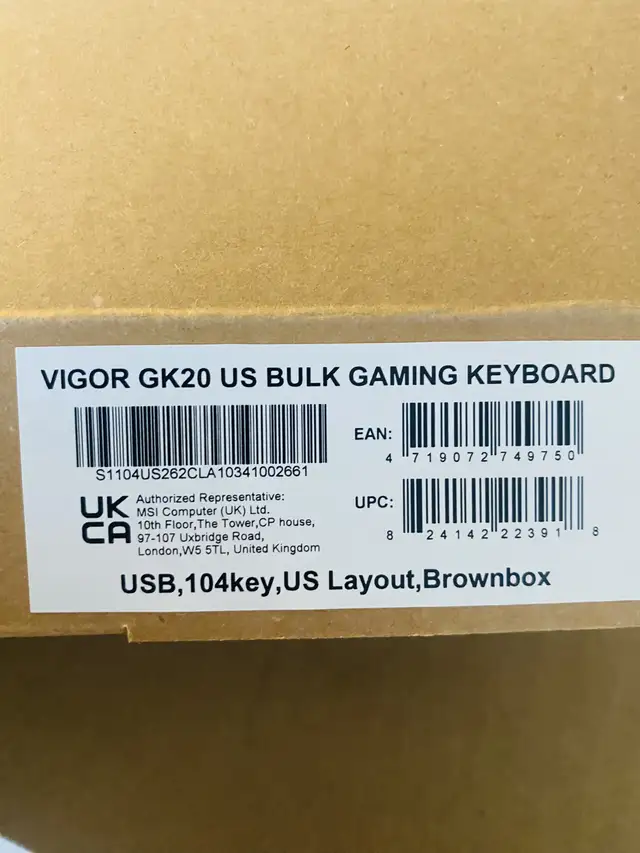 VIGOR GK20 US BULK GAMING KEYBOARD
S1104US262CLA10341002661
EAN:
4 719072 749750
UK
CA
Authorized Representative:
MSI Computer (UK) Ltd.
10th Floor,The Tower,CP house,
97-107 Uxbridge Road,
London,W5 5TL, United Kingdom
UPC:
8 24142 22391 8
USB,104key,US Layout,Brownbox